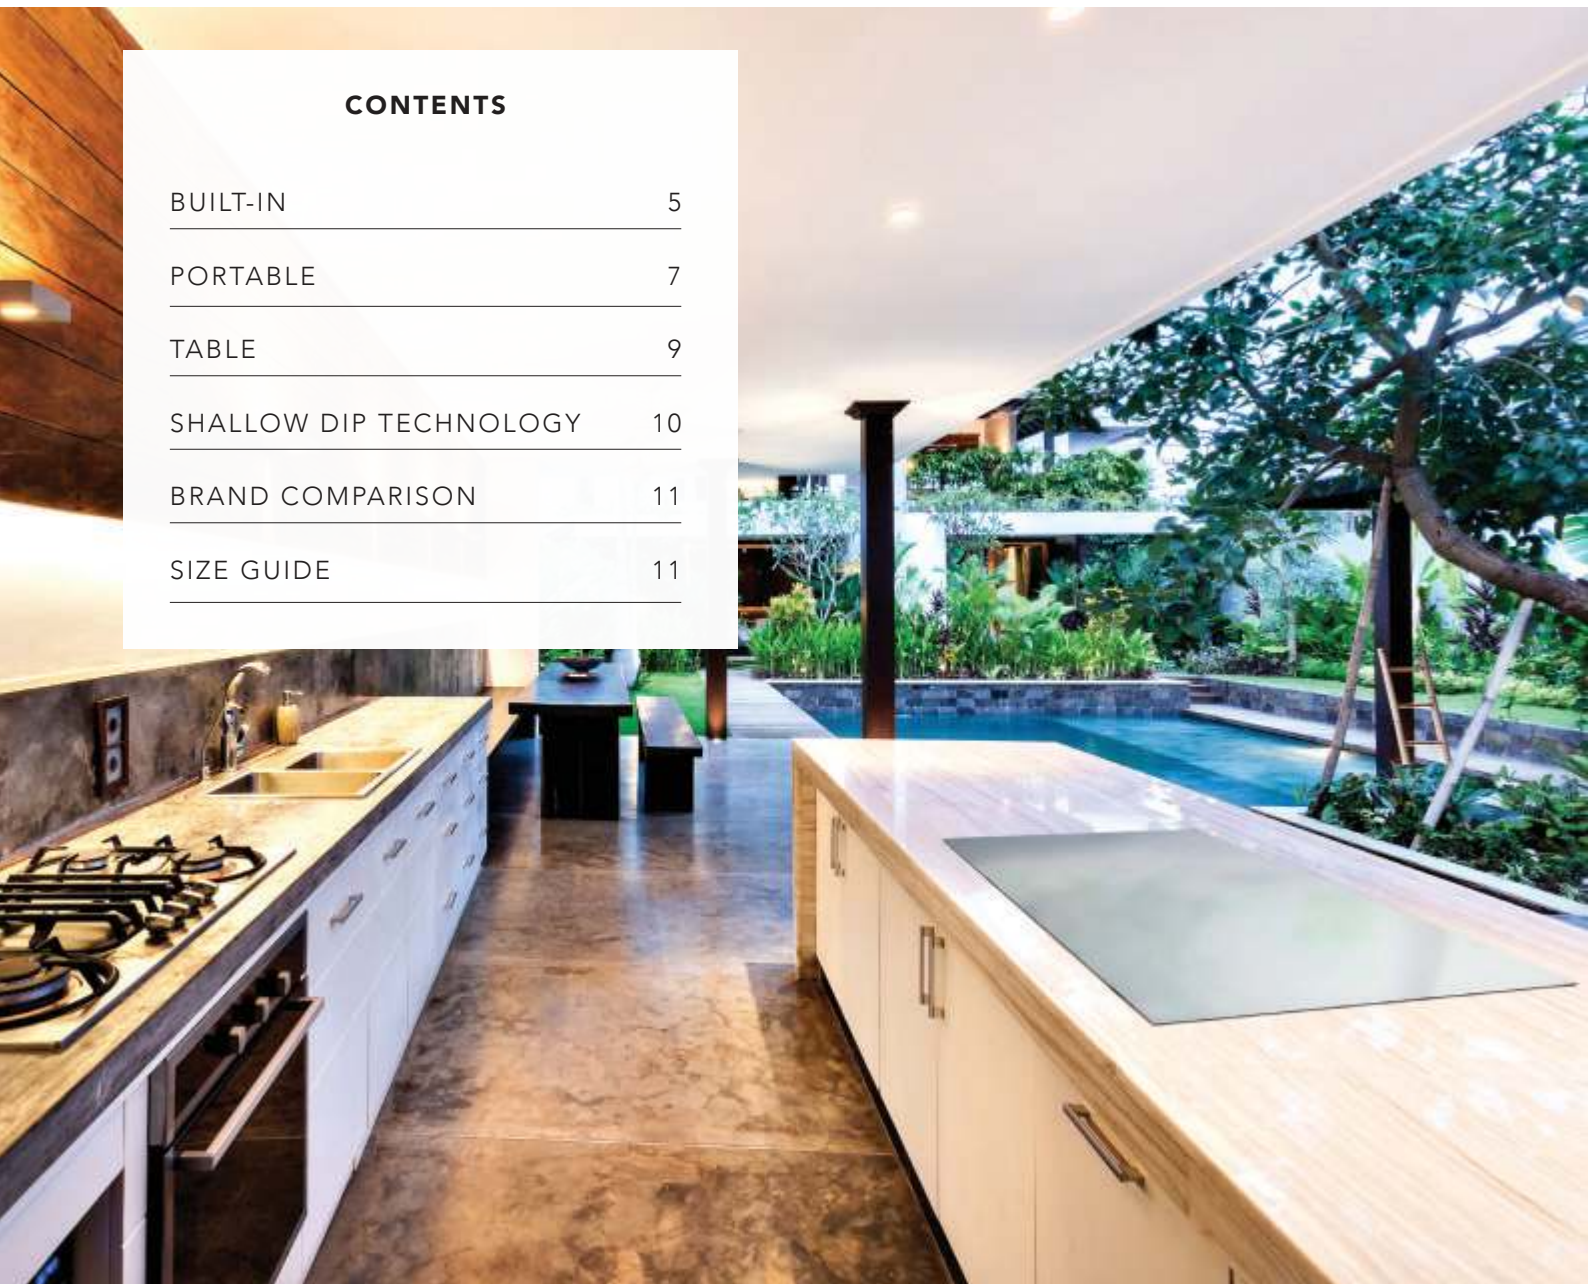 CONTENTS
BUILT-IN 5
PORTABLE 7
TABLE 9
SHALLOW DIP TECHNOLOGY 10
BRAND COMPARISON 11
SIZE GUIDE 11